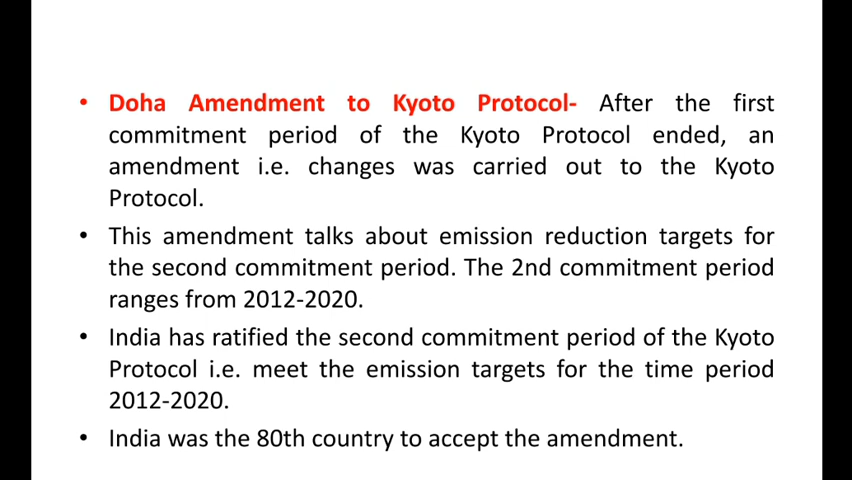 • Doha Amendment to Kyoto Protocol- After the first
commitment period of the Kyoto Protocol ended, an
amendment i.e. changes was carried out to the Kyoto
Protocol.
• This amendment talks about emission reduction targets for
the second commitment period. The 2nd commitment period
ranges from 2012-2020.
• India has ratified the second commitment period of the Kyoto
Protocol i.e. meet the emission targets for the time period
2012-2020.
• India was the 80th country to accept the amendment.